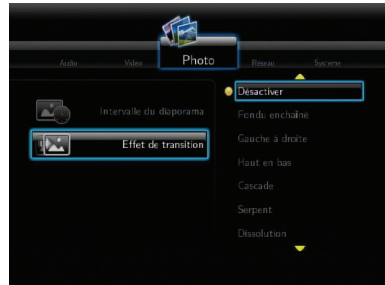 Audio Video Photo Réseau Système
Désactiver
Intervalle du diaporama
Fondu enchaîné
Effet de transition
Gauche à droite
Haut en bas
Cascade
Serpent
Dissolution